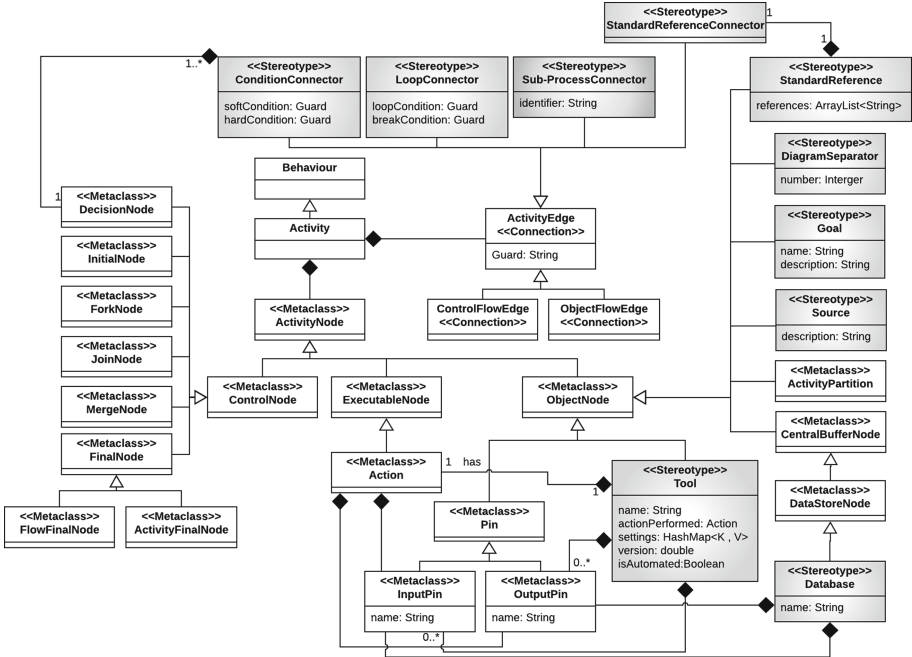 <<Stereotype>>
StandardReferenceConnector
1
1
1..*
<<Stereotype>>
ConditionConnector
softCondition: Guard
hardCondition: Guard
<<Stereotype>>
LoopConnector
loopCondition: Guard
breakCondition: Guard
<<Stereotype>>
Sub-ProcessConnector
identifier: String
<<Stereotype>>
StandardReference
references: ArrayList<String>
<<Stereotype>>
DiagramSeparator
number: Interger
Behaviour
1
<<Metaclass>>
DecisionNode
Activity
ActivityEdge
<<Connection>>
Guard: String
<<Stereotype>>
Goal
name: String
description: String
<<Metaclass>>
InitialNode
<<Metaclass>>
ForkNode
<<Metaclass>>
ActivityNode
ControlFlowEdge
<<Connection>>
ObjectFlowEdge
<<Connection>>
<<Stereotype>>
Source
description: String
<<Metaclass>>
JoinNode
<<Metaclass>>
MergeNode
<<Metaclass>>
ControlNode
<<Metaclass>>
ExecutableNode
<<Metaclass>>
ObjectNode
<<Metaclass>>
ActivityPartition
<<Metaclass>>
FinalNode
<<Metaclass>>
CentralBufferNode
<<Metaclass>>
Action
1 has
1
<<Stereotype>>
Tool
name: String
actionPerformed: Action
settings: HashMap<K , V>
version: double
isAutomated:Boolean
<<Metaclass>>
DataStoreNode
<<Metaclass>>
FlowFinalNode
<<Metaclass>>
ActivityFinalNode
<<Metaclass>>
Pin
0..*
<<Metaclass>>
InputPin
name: String
<<Metaclass>>
OutputPin
name: String
<<Stereotype>>
Database
name: String
0..*